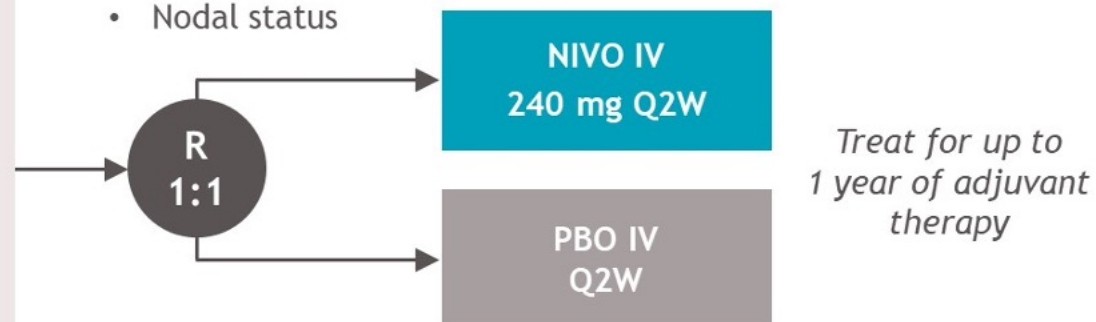 • Nodal status
R
1:1
NIVO IV
240 mg Q2W
PBO IV
Q2W
Treat for up to
1 year of adjuvant
therapy